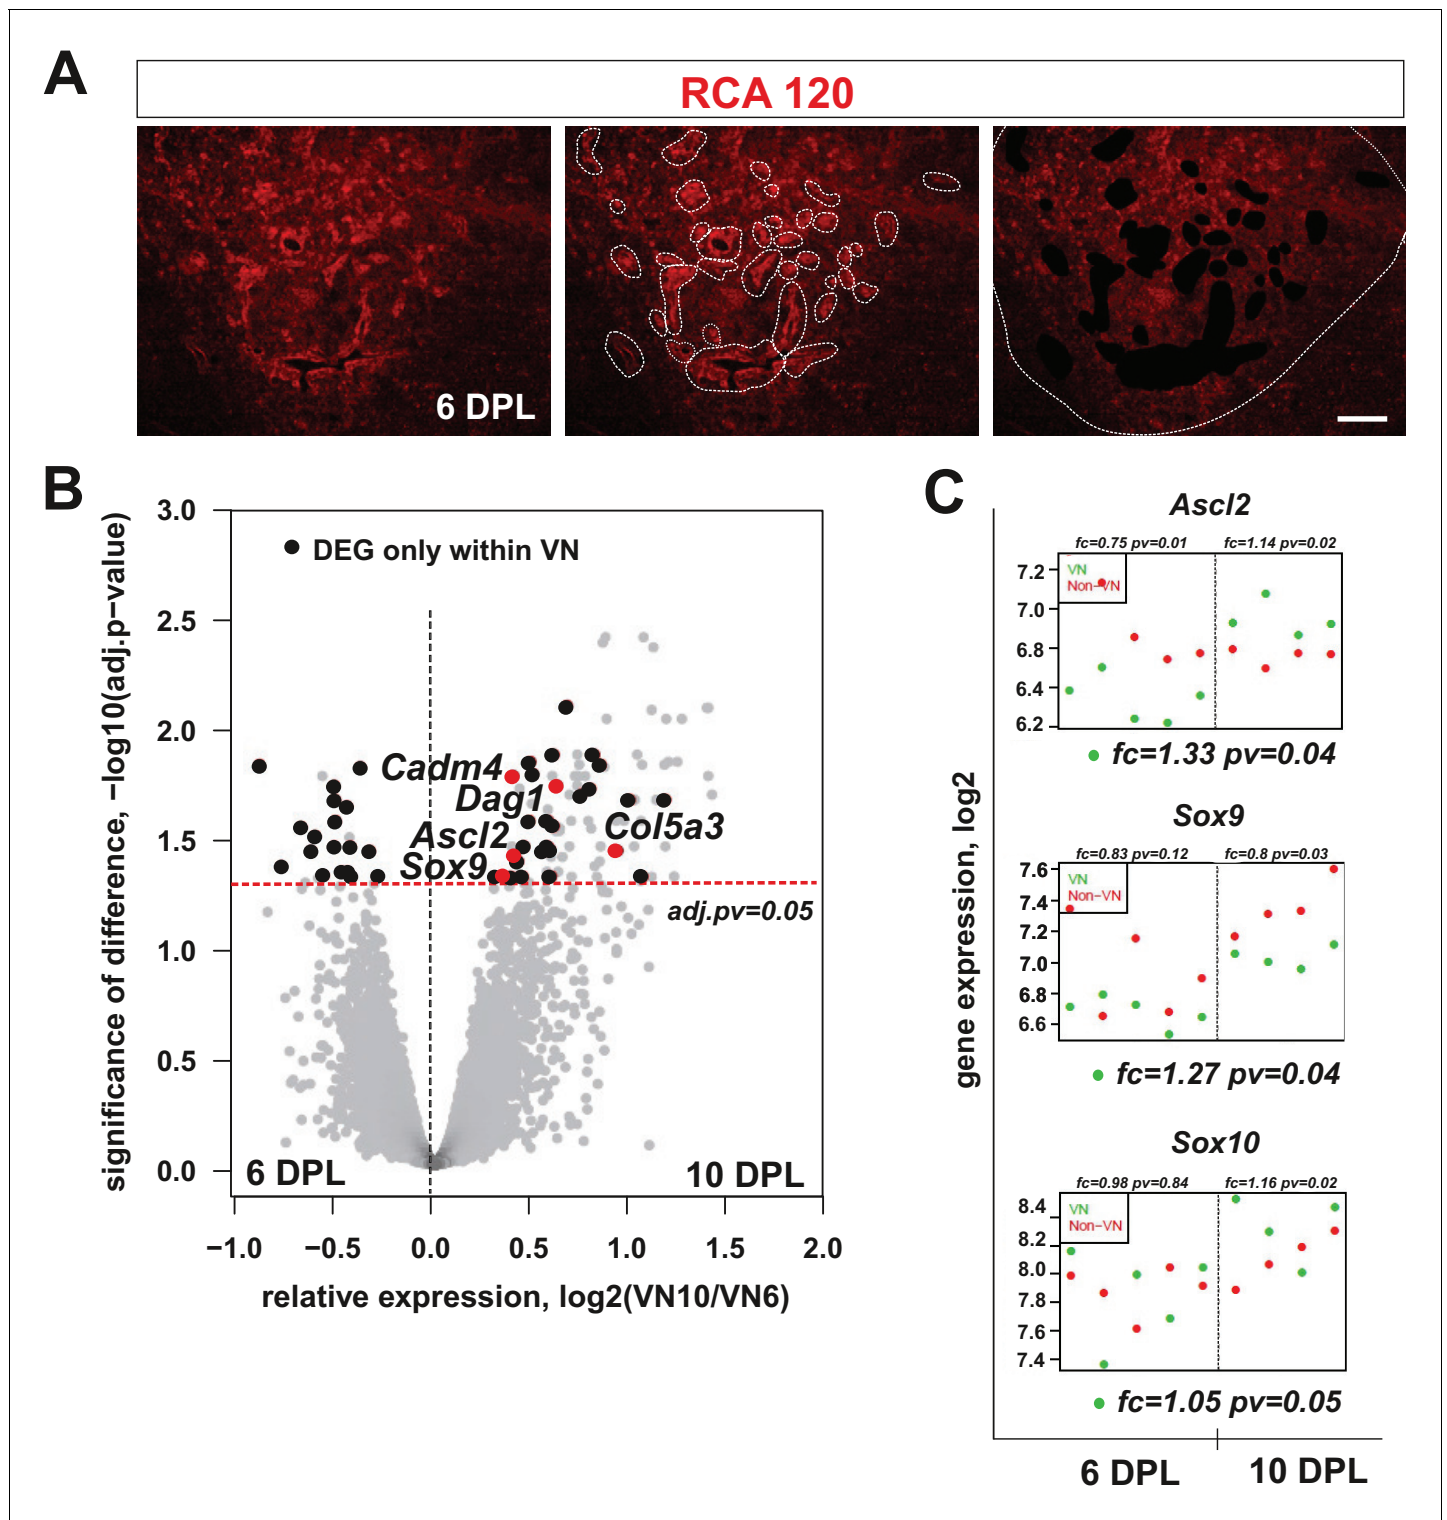 A
RCA 120
6 DPL
B
3.0
2.5
2.0
1.5
1.0
0.5
0.0
significance of difference, −log10(adj.p−value)
DEG only within VN
Cadm4
Dag1
Ascl2
Col5a3
Sox9
adj.pv=0.05
6 DPL
10 DPL
−1.0 −0.5 0.0 0.5 1.0 1.5 2.0
relative expression, log2(VN10/VN6)
C
gene expression, log2
Ascl2
fc=0.75 pv=0.01 fc=1.14 pv=0.02
VN
Non−VN
7.2
7.0
6.8
6.4
6.2
fc=1.33 pv=0.04
Sox9
fc=0.83 pv=0.12 fc=0.8 pv=0.03
VN
Non−VN
7.6
7.4
7.2
7.0
6.8
6.6
fc=1.27 pv=0.04
Sox10
fc=0.98 pv=0.84 fc=1.16 pv=0.02
VN
Non−VN
8.4
8.2
8.0
7.8
7.6
7.4
fc=1.05 pv=0.05
6 DPL 10 DPL